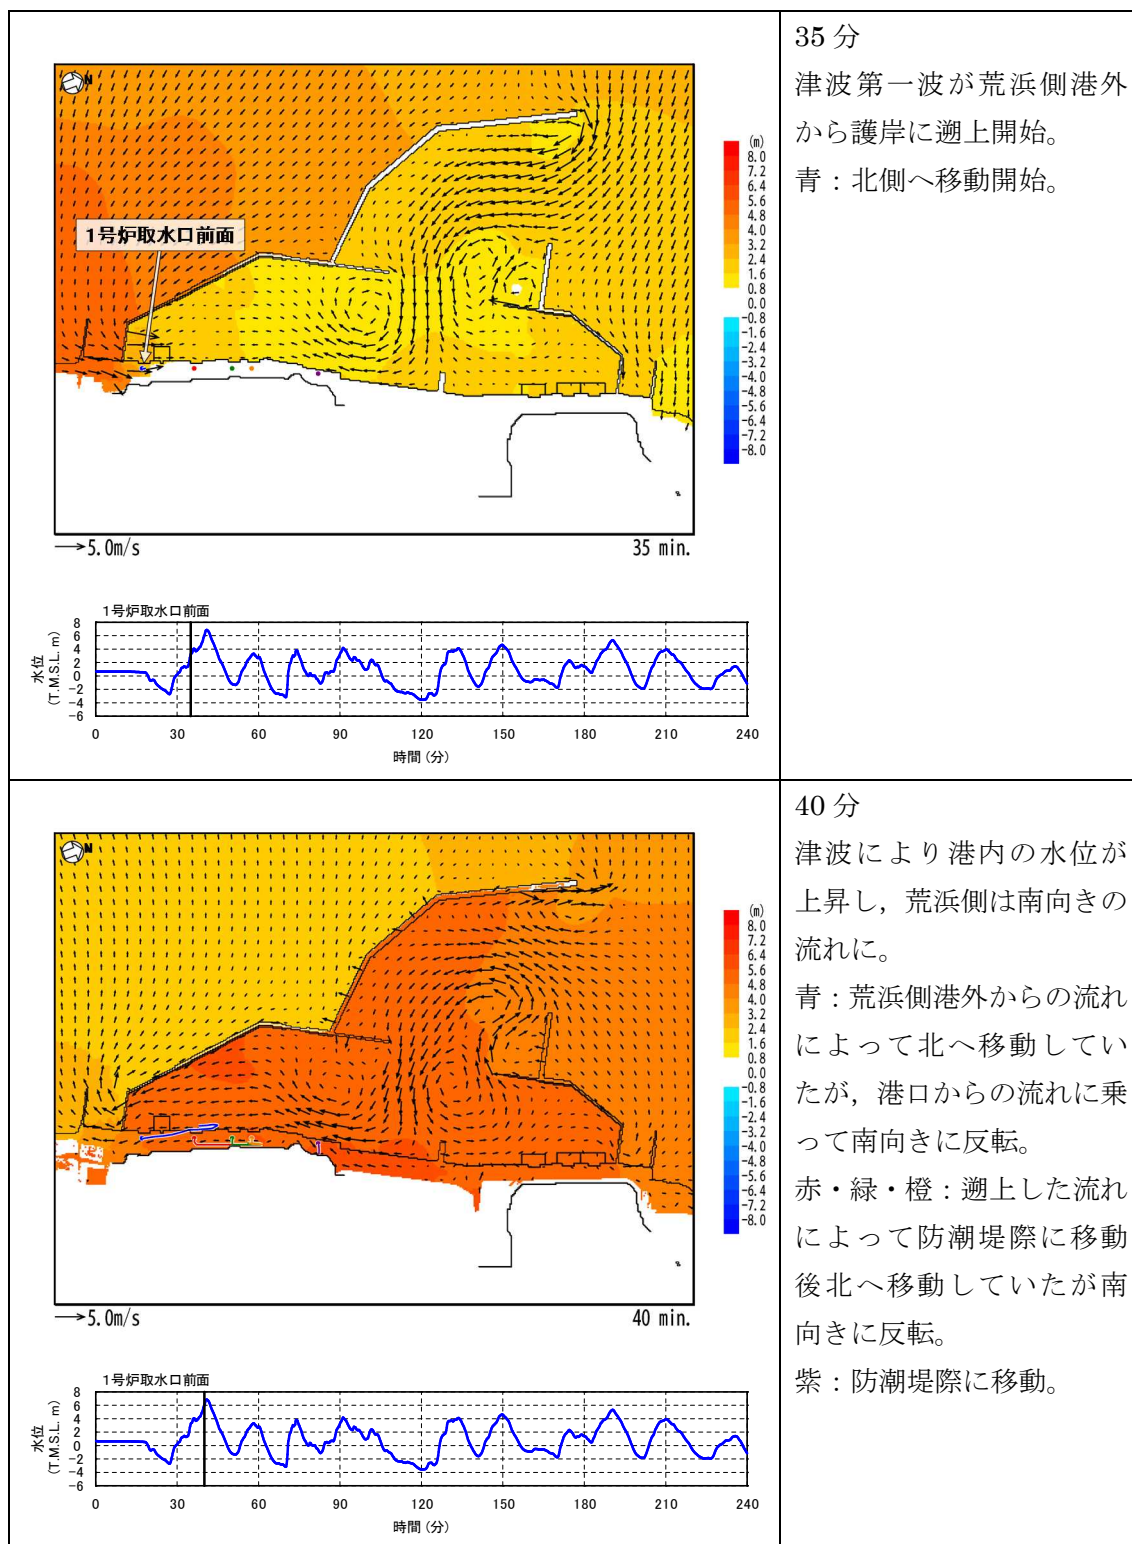 35 分
津波第一波が荒浜側港外
から護岸に遡上開始。
青：北側へ移動開始。
N
1号炉取水口前面
(m)
8.0
7.2
6.4
5.6
4.8
4.0
3.2
2.4
1.6
0.8
0.0
-0.8
-1.6
-2.4
-3.2
-4.0
-4.8
-5.6
-6.4
-7.2
-8.0
5.0m/s
35 min.
1号炉取水口前面
水位
(T.M.S.L. m)
8
6
4
2
0
-2
-4
-6
0 30 60 90 120 150 180 210 240
時間 (分)
40 分
津波により港内の水位が
上昇し，荒浜側は南向きの
流れに。
青：荒浜側港外からの流れ
によって北へ移動してい
たが，港口からの流れに乗
って南向きに反転。
赤・緑・橙：遡上した流れ
によって防潮堤際に移動
後北へ移動していたが南
向きに反転。
紫：防潮堤際に移動。
N
(m)
8.0
7.2
6.4
5.6
4.8
4.0
3.2
2.4
1.6
0.8
0.0
-0.8
-1.6
-2.4
-3.2
-4.0
-4.8
-5.6
-6.4
-7.2
-8.0
5.0m/s
40 min.
1号炉取水口前面
水位
(T.M.S.L. m)
8
6
4
2
0
-2
-4
-6
0 30 60 90 120 150 180 210 240
時間 (分)